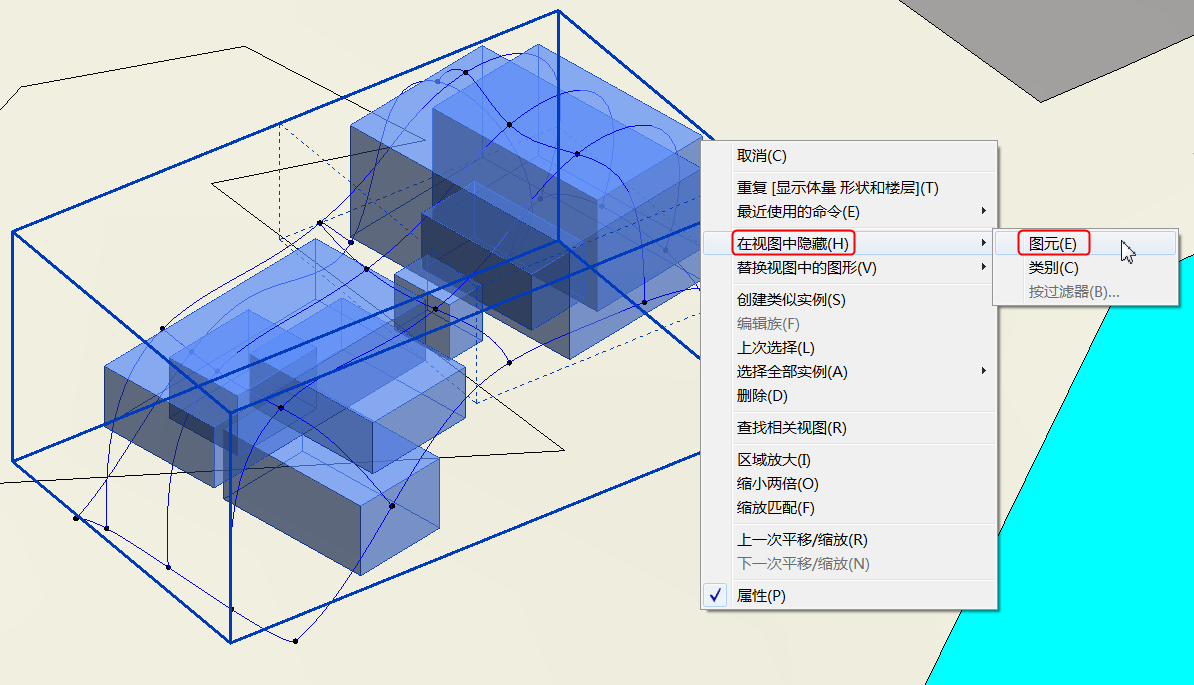 取消(C)
重复 [显示体量 形状和楼层](T)
最近使用的命令(E)
在视图中隐藏(H)
图元(E)
替换视图中的图形(V)
类别(C)
按过滤器(B)...
创建类似实例(S)
编辑族(F)
上次选择(L)
选择全部实例(A)
删除(D)
查找相关视图(R)
区域放大(I)
缩小两倍(O)
缩放匹配(F)
上一次平移/缩放(R)
下一次平移/缩放(N)
属性(P)